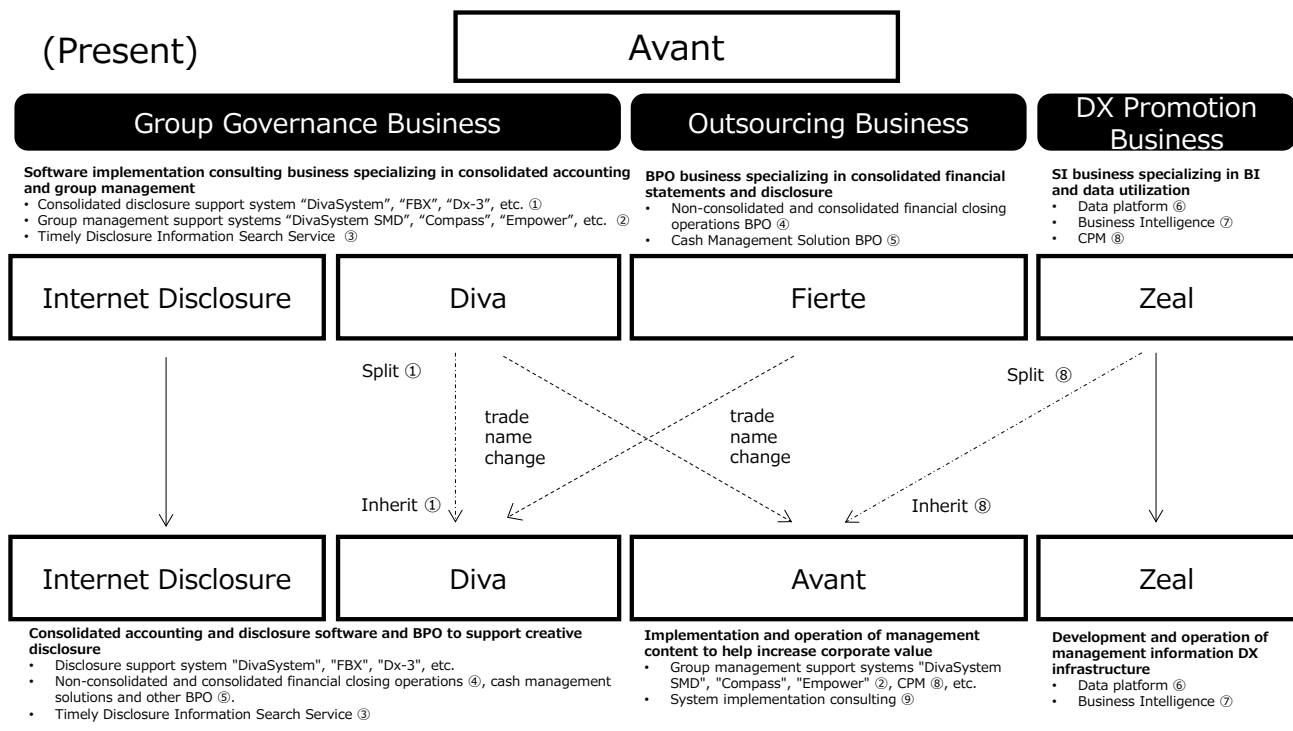 (Present)
Avant
Group Governance Business
Outsourcing Business
DX Promotion
Business
Software implementation consulting business specializing in consolidated accounting
and group management
• Consolidated disclosure support system “DivaSystem”, “FBX”, “Dx-3”, etc. ①
• Group management support systems “DivaSystem SMD”, “Compass”, “Empower”, etc. ②
• Timely Disclosure Information Search Service ③
BPO business specializing in consolidated financial
statements and disclosure
• Non-consolidated and consolidated financial closing
operations BPO ④
• Cash Management Solution BPO ⑤
SI business specializing in BI
and data utilization
• Data platform ⑥
• Business Intelligence ⑦
• CPM ⑧
Internet Disclosure
Diva
Fierte
Zeal
Split ①
Split ⑧
trade
name
change
trade
name
change
Inherit ①
Inherit ⑧
Internet Disclosure
Diva
Avant
Zeal
Consolidated accounting and disclosure software and BPO to support creative
disclosure
• Disclosure support system "DivaSystem", "FBX", "Dx-3", etc.
• Non-consolidated and consolidated financial closing operations ④, cash management
solutions and other BPO ⑤.
• Timely Disclosure Information Search Service ③
Implementation and operation of management
content to help increase corporate value
• Group management support systems "DivaSystem
SMD", "Compass", "Empower" ②, CPM ⑧, etc.
• System implementation consulting ⑨
Development and operation of
management information DX
infrastructure
• Data platform ⑥
• Business Intelligence ⑦